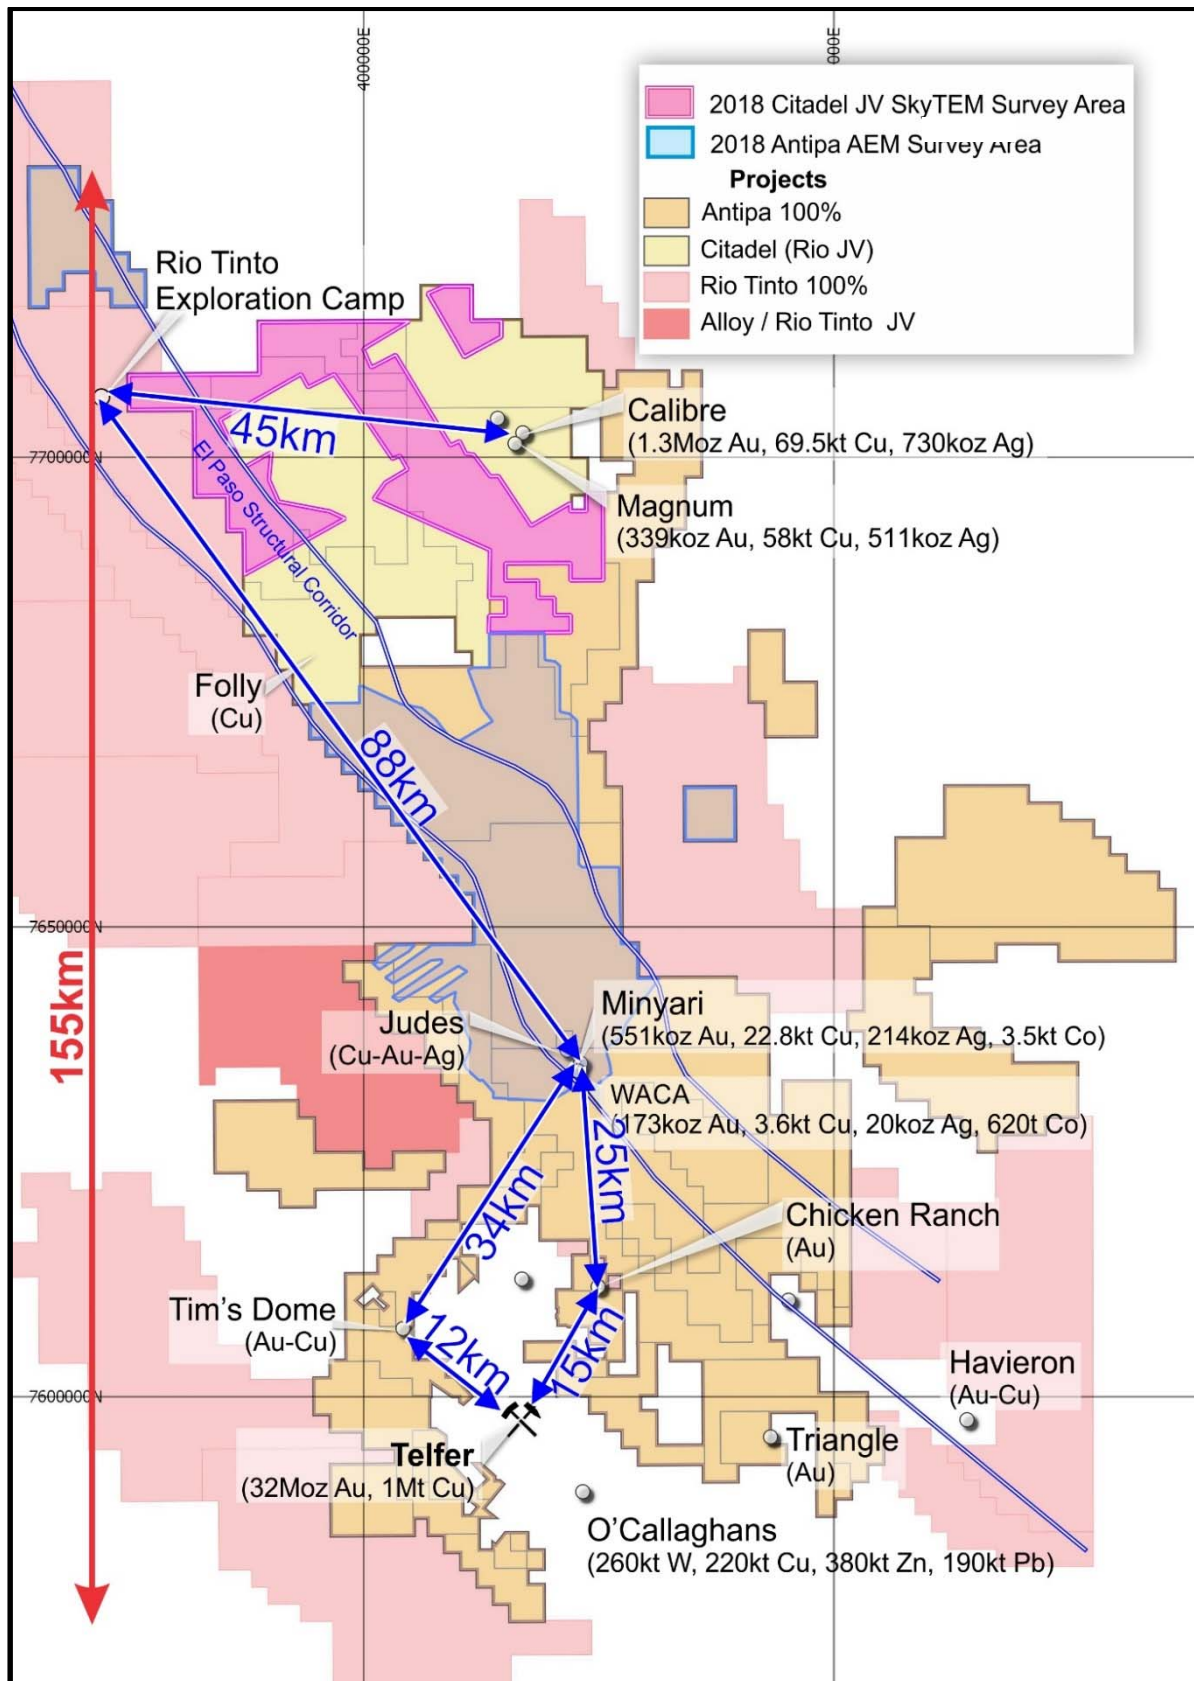 400000E
000E
2018 Citadel JV SkyTEM Survey Area
2018 Antipa AEM Survey Area
Projects
Antipa 100%
Citadel (Rio JV)
Rio Tinto 100%
Alloy / Rio Tinto JV
Rio Tinto
Exploration Camp
45km
Calibre
(1.3Moz Au, 69.5kt Cu, 730koz Ag)
7700000N
El Paso Structural Corridor
Magnum
(339koz Au, 58kt Cu, 511koz Ag)
Folly
(Cu)
88km
7650000N
155km
Judes
(Cu-Au-Ag)
Minyari
(551koz Au, 22.8kt Cu, 214koz Ag, 3.5kt Co)
WACA
(173koz Au, 3.6kt Cu, 20koz Ag, 620t Co)
25km
34km
Chicken Ranch
(Au)
Tim's Dome
(Au-Cu)
12km
15km
Havieron
(Au-Cu)
7600000N
Telfer
(32Moz Au, 1Mt Cu)
Triangle
(Au)
O'Callaghans
(260kt W, 220kt Cu, 380kt Zn, 190kt Pb)